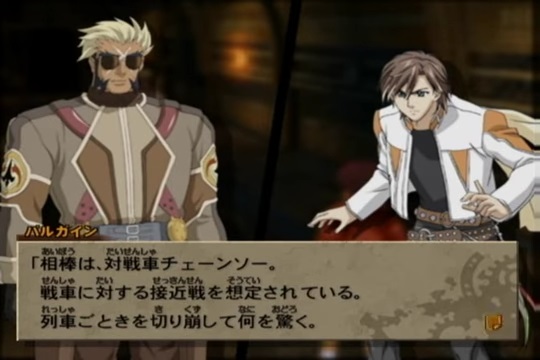 バルガイン
「相棒は、対戦車チェーンソー。
戦車に対する接近戦を想定されている。
列車ごときを切り崩して何を驚く。